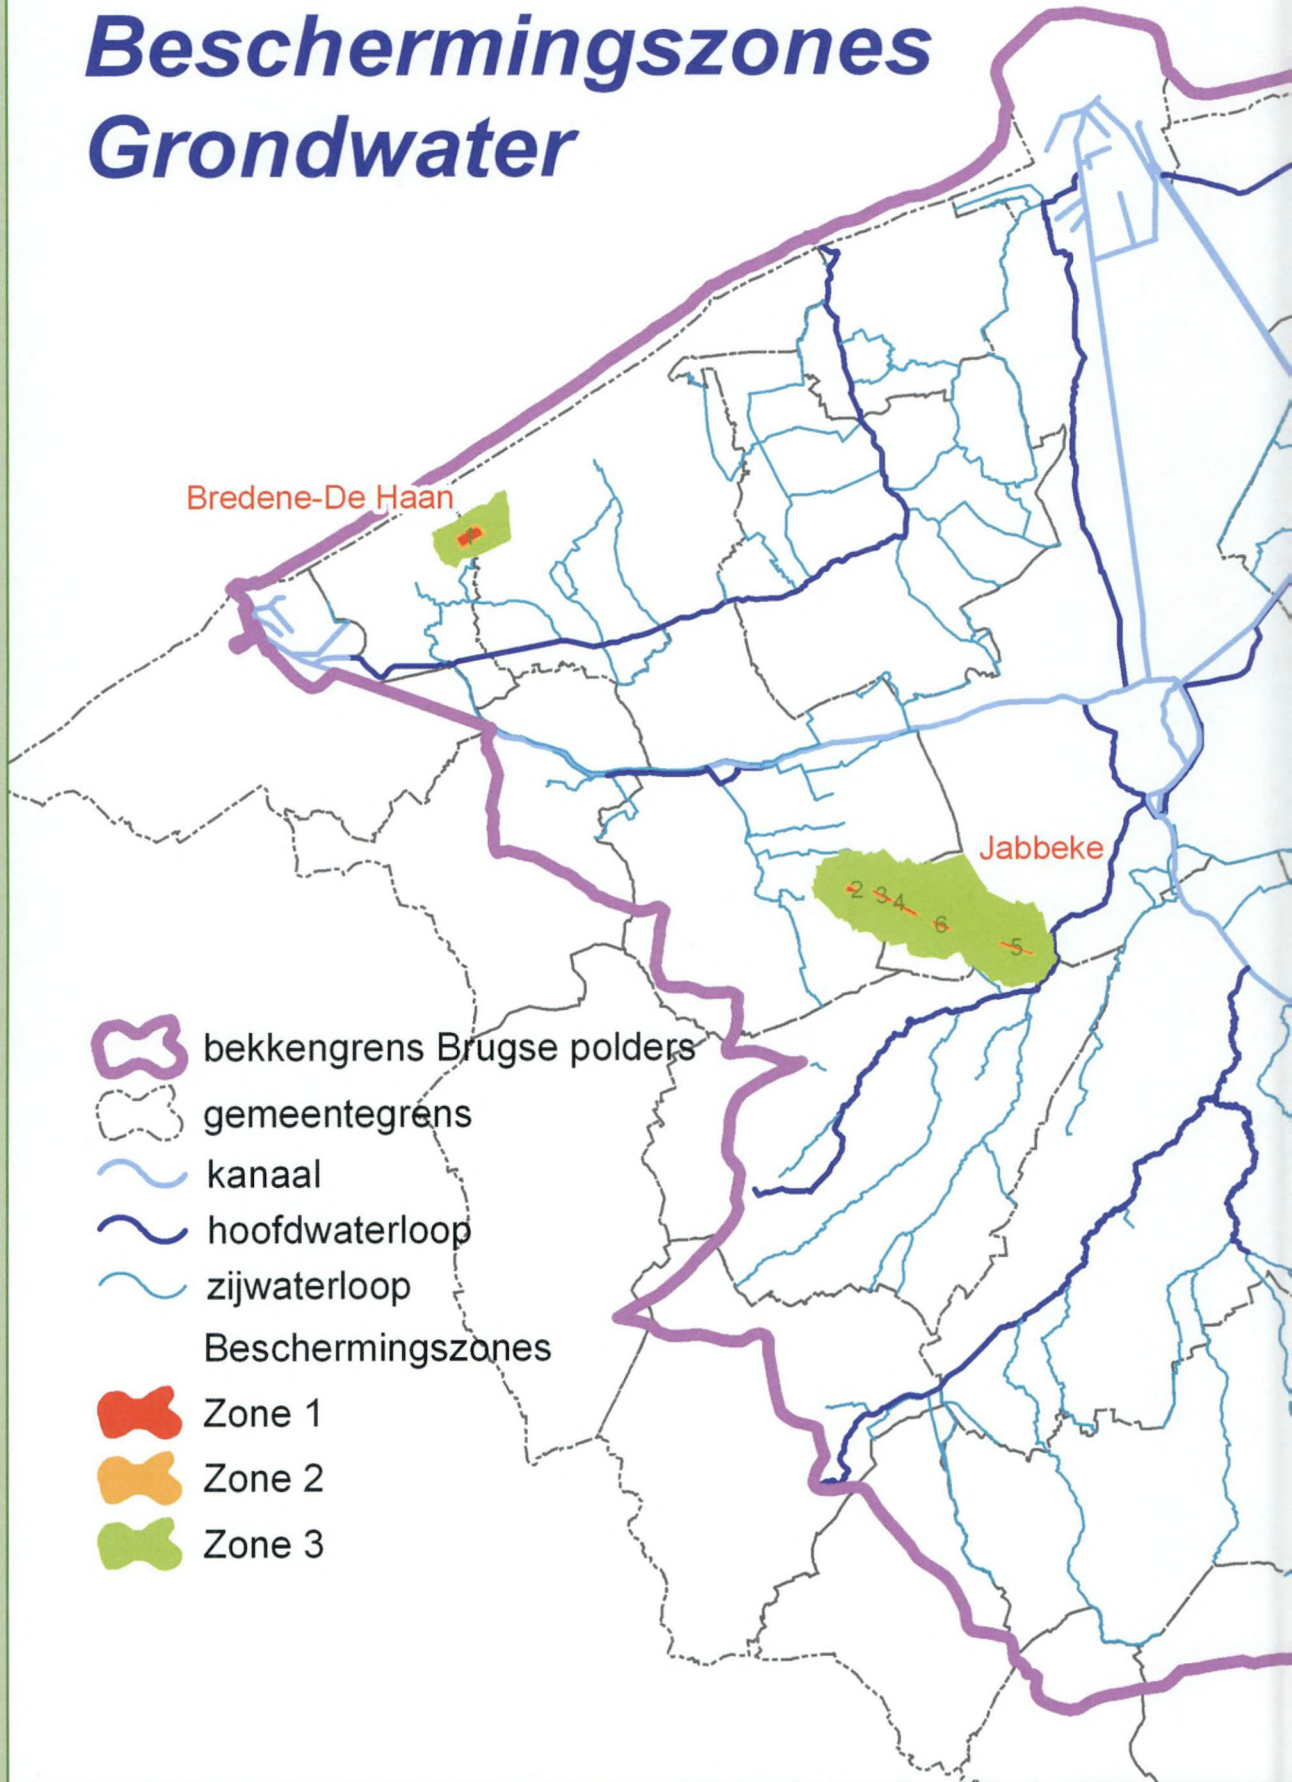 Beschermingszones
Grondwater
Bredene-De Haan
1
Jabbeke
2 3 4
6
5
bekkengrens Brugse polders
gemeentegrens
kanaal
hoofdwaterloop
zijwaterloop
Beschermingszones
Zone 1
Zone 2
Zone 3